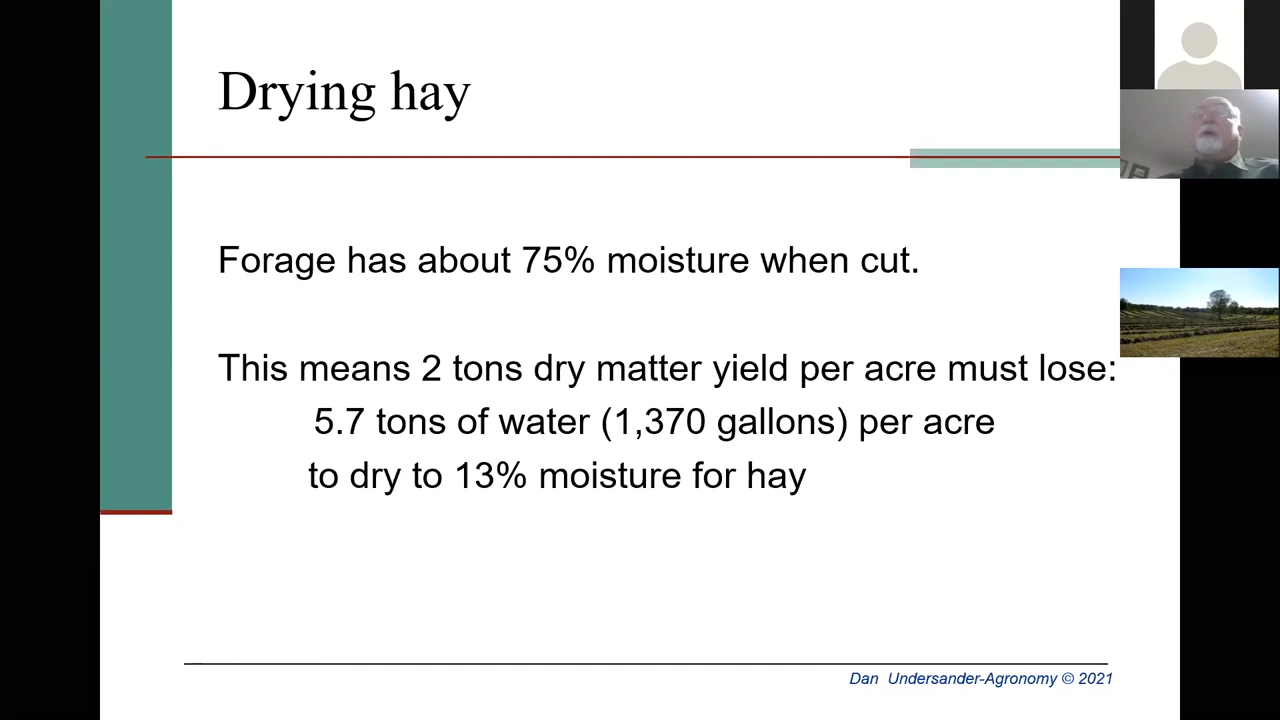 Drying hay
Forage has about 75% moisture when cut.
This means 2 tons dry matter yield per acre must lose:
5.7 tons of water (1,370 gallons) per acre
to dry to 13% moisture for hay
Dan Undersander-Agronomy © 2021